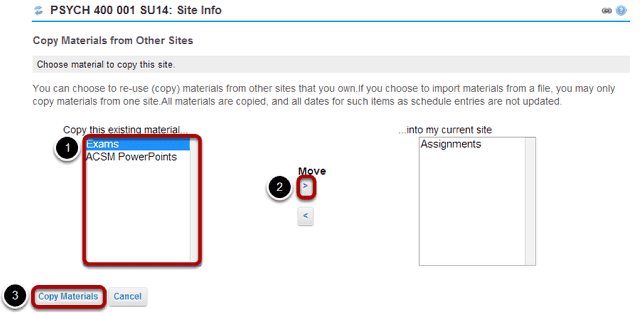 PSYCH 400 001 SU14: Site Info
Copy Materials from Other Sites
Choose material to copy this site.
You can choose to re-use (copy) materials from other sites that you own.If you choose to import materials from a file, you may only
copy materials from one site.All materials are copied, and all dates for such items as schedule entries are not updated.
Copy this existing material...
...into my current site
1
Exams
ACSM PowerPoints
Assignments
Move
2
>
<
3
Copy Materials
Cancel